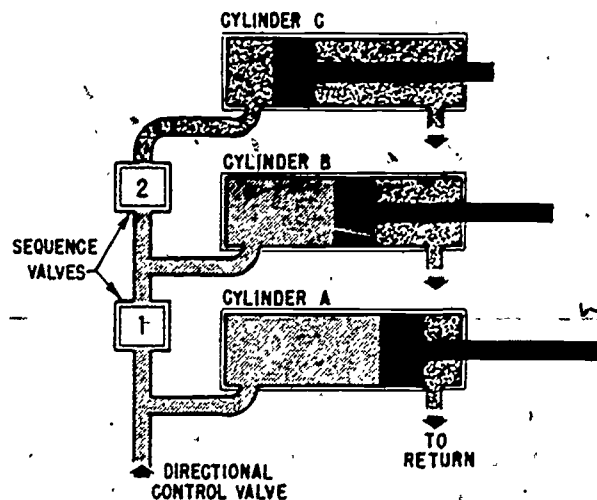 CYLINDER C
2
CYLINDER B
SEQUENCE
VALVES
CYLINDER A
1
TO
RETURN
DIRECTIONAL
CONTROL VALVE